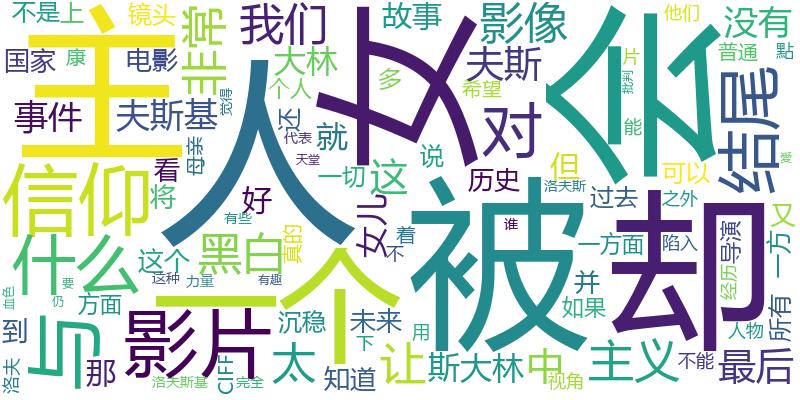 不是 上 镜头 非常 我们 故事 影像 他们 没有
国家 康 电影 主 人 女 会 大林 夫斯 片 普通 點
事件 夫斯基 觉得 个人 多 希望 批判 对 能 结尾
母亲 还 代表 就 天堂 说
信仰 看 将 好 一切 这 历史 但 洛夫斯 可以 愛
有些 女儿 着 不 被 谁 过去 之外 却 又
什么 这个 黑白 真的 一方面 陷入 导演 一方
血色 要 仍 与 方面 这种 力量 有趣 一个 并 如果 经历 所有
到 那 影片 沉稳 未来 下 用 人物
洛夫 洛夫斯基 CIFF 完全 太 知道 让 斯大林 中 视角 主义 不能 最后